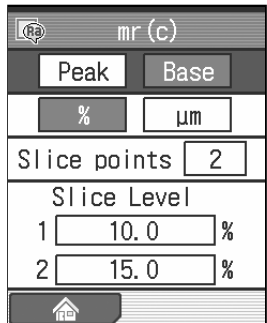 Ra mr(c)
Peak Base
% µm
Slice points 2
Slice Level
1 10.0 %
2 15.0 %